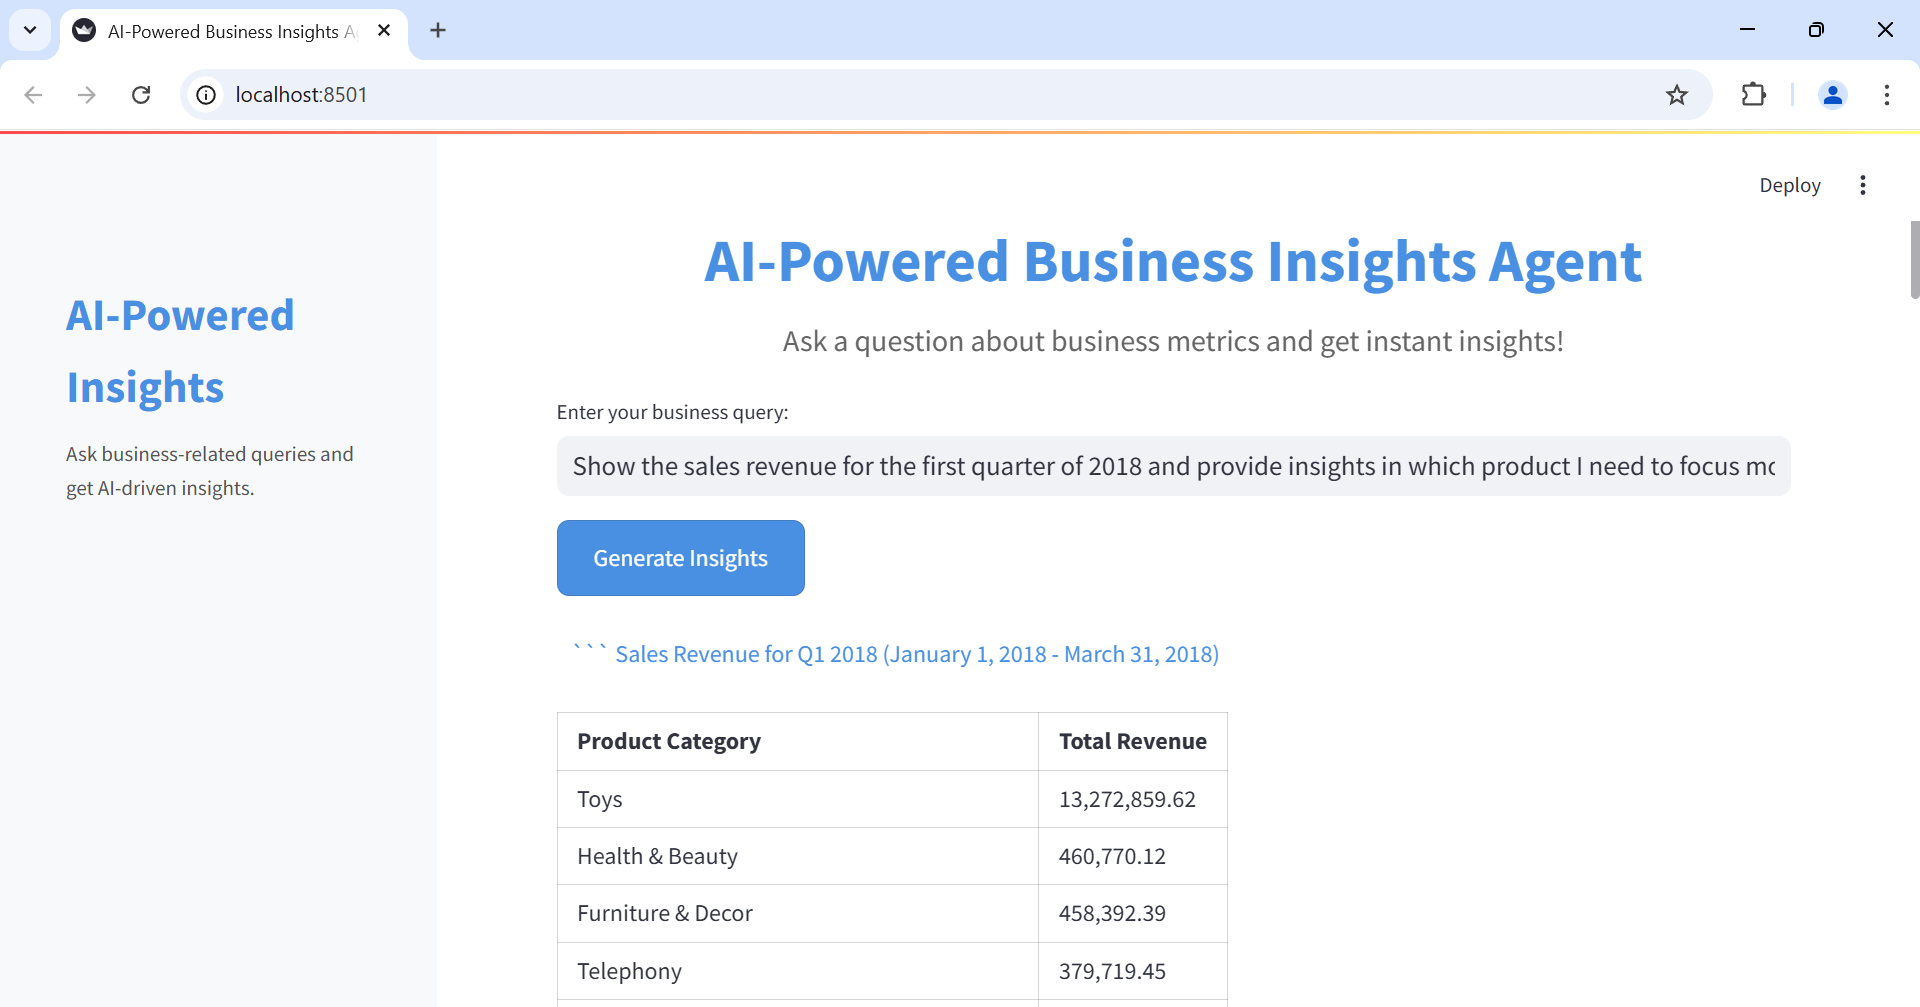 AI-Powered Business Insights A
localhost:8501
Deploy
AI-Powered Business Insights Agent
Ask a question about business metrics and get instant insights!
AI-Powered
Insights
Ask business-related queries and
get AI-driven insights.
Enter your business query:
Show the sales revenue for the first quarter of 2018 and provide insights in which product I need to focus mo
Generate Insights
``` Sales Revenue for Q1 2018 (January 1, 2018 - March 31, 2018)
Product Category Total Revenue
Toys 13,272,859.62
Health & Beauty 460,770.12
Furniture & Decor 458,392.39
Telephony 379,719.45